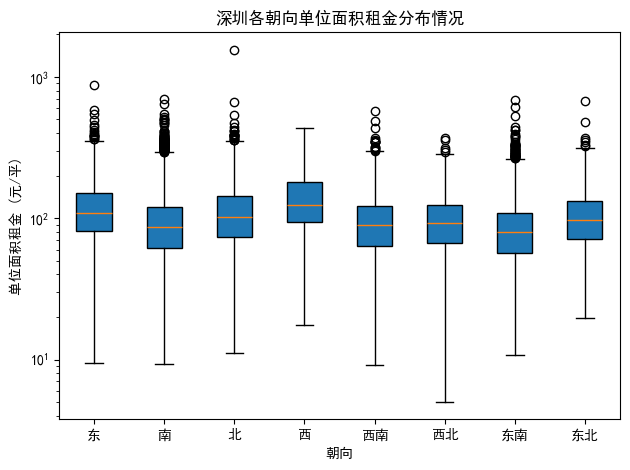 深圳各朝向单位面积租金分布情况
10³
10²
10¹
单位面积租金 (元/平)
东 南 北 西 西南 西北 东南 东北
朝向